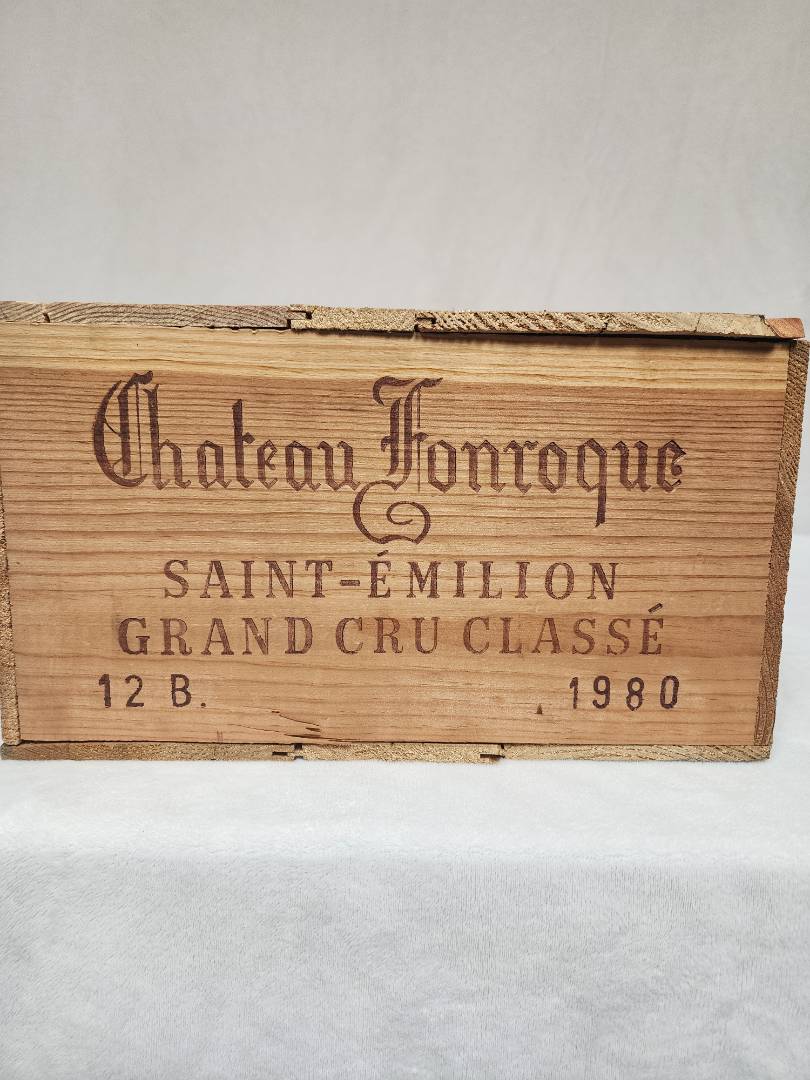 Chateau Fonroque
SAINT-ÉMILION
GRAND CRU CLASSÉ
12 B. 1980